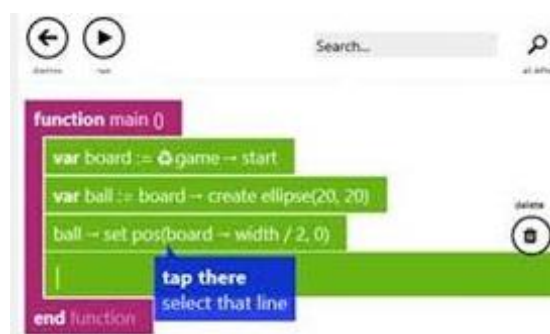 Search...
function main ()
var board := ♻ game → start
var ball := board → create ellipse(20, 20)
delete
ball → set pos(board → width / 2, 0)
tap there
select that line
end function